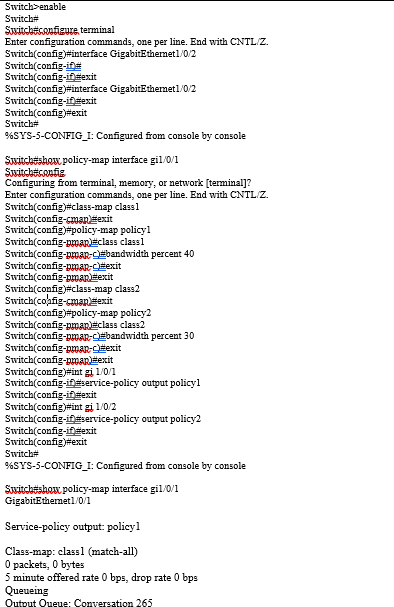 Switch>enable
Switch#
Switch#configure terminal
Enter configuration commands, one per line. End with CNTL/Z.
Switch(config)#interface GigabitEthernet1/0/2
Switch(config-if)#
Switch(config-if)#exit
Switch(config)#interface GigabitEthernet1/0/2
Switch(config-if)#exit
Switch(config)#exit
Switch#
%SYS-5-CONFIG_I: Configured from console by console
Switch#show policy-map interface gi1/0/1
Switch#config
Configuring from terminal, memory, or network [terminal]?
Enter configuration commands, one per line. End with CNTL/Z.
Switch(config)#class-map class1
Switch(config-cmap)#exit
Switch(config)#policy-map policy1
Switch(config-pmap)#class class1
Switch(config-pmap-c)#bandwidth percent 40
Switch(config-pmap-c)#exit
Switch(config-pmap)#exit
Switch(config)#class-map class2
Switch(config-cmap)#exit
Switch(config)#policy-map policy2
Switch(config-pmap)#class class2
Switch(config-pmap-c)#bandwidth percent 30
Switch(config-pmap-c)#exit
Switch(config-pmap)#exit
Switch(config)#int gi 1/0/1
Switch(config-if)#service-policy output policy1
Switch(config-if)#exit
Switch(config)#int gi 1/0/2
Switch(config-if)#service-policy output policy2
Switch(config-if)#exit
Switch(config)#exit
Switch#
%SYS-5-CONFIG_I: Configured from console by console
Switch#show policy-map interface gi1/0/1
GigabitEthernet1/0/1
Service-policy output: policy1
Class-map: class1 (match-all)
0 packets, 0 bytes
5 minute offered rate 0 bps, drop rate 0 bps
Queueing
Output Queue: Conversation 265